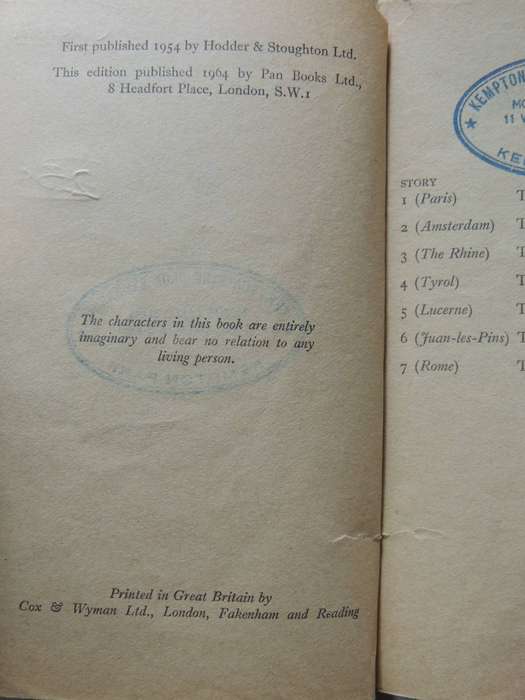 First published 1954 by Hodder & Stoughton Ltd.
This edition published 1964 by Pan Books Ltd.,
8 Headfort Place, London, S.W.1
The characters in this book are entirely
imaginary and bear no relation to any
living person.
Printed in Great Britain by
Cox & Wyman Ltd., London, Fakenham and Reading
KEMPTON
MO
11 V
KE
STORY
1 (Paris) T
2 (Amsterdam) T
3 (The Rhine) T
4 (Tyrol) T
5 (Lucerne) T
6 (Juan-les-Pins) T
7 (Rome) T